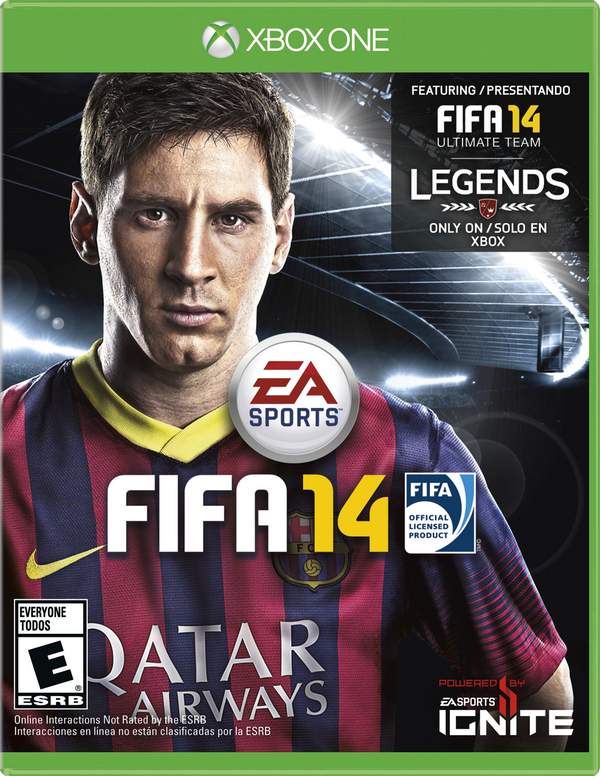 XBOX ONE
FEATURING / PRESENTANDO
FIFA 14
ULTIMATE TEAM
LEGENDS
ONLY ON / SOLO EN
XBOX
EA
SPORTS™
FIFA 14
FIFA
OFFICIAL
LICENSED
PRODUCT
FCB
QATAR
AIRWAYS
EVERYONE
TODOS
E
®
ESRB
Online Interactions Not Rated by the ESRB
Interacciones en línea no están clasificadas por la ESRB
POWERED BY
EA SPORTS
IGNITE